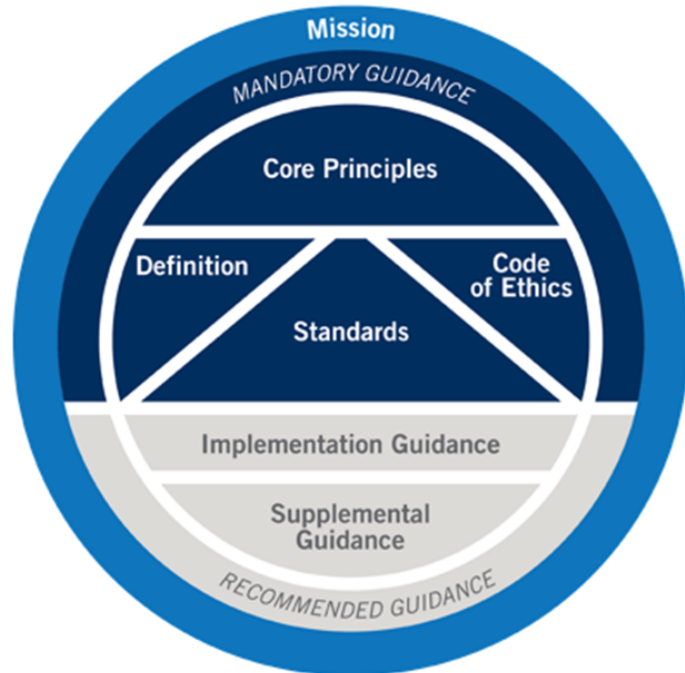 Mission
MANDATORY GUIDANCE
Core Principles
Definition
Code
of Ethics
Standards
Implementation Guidance
Supplemental
Guidance
RECOMMENDED GUIDANCE